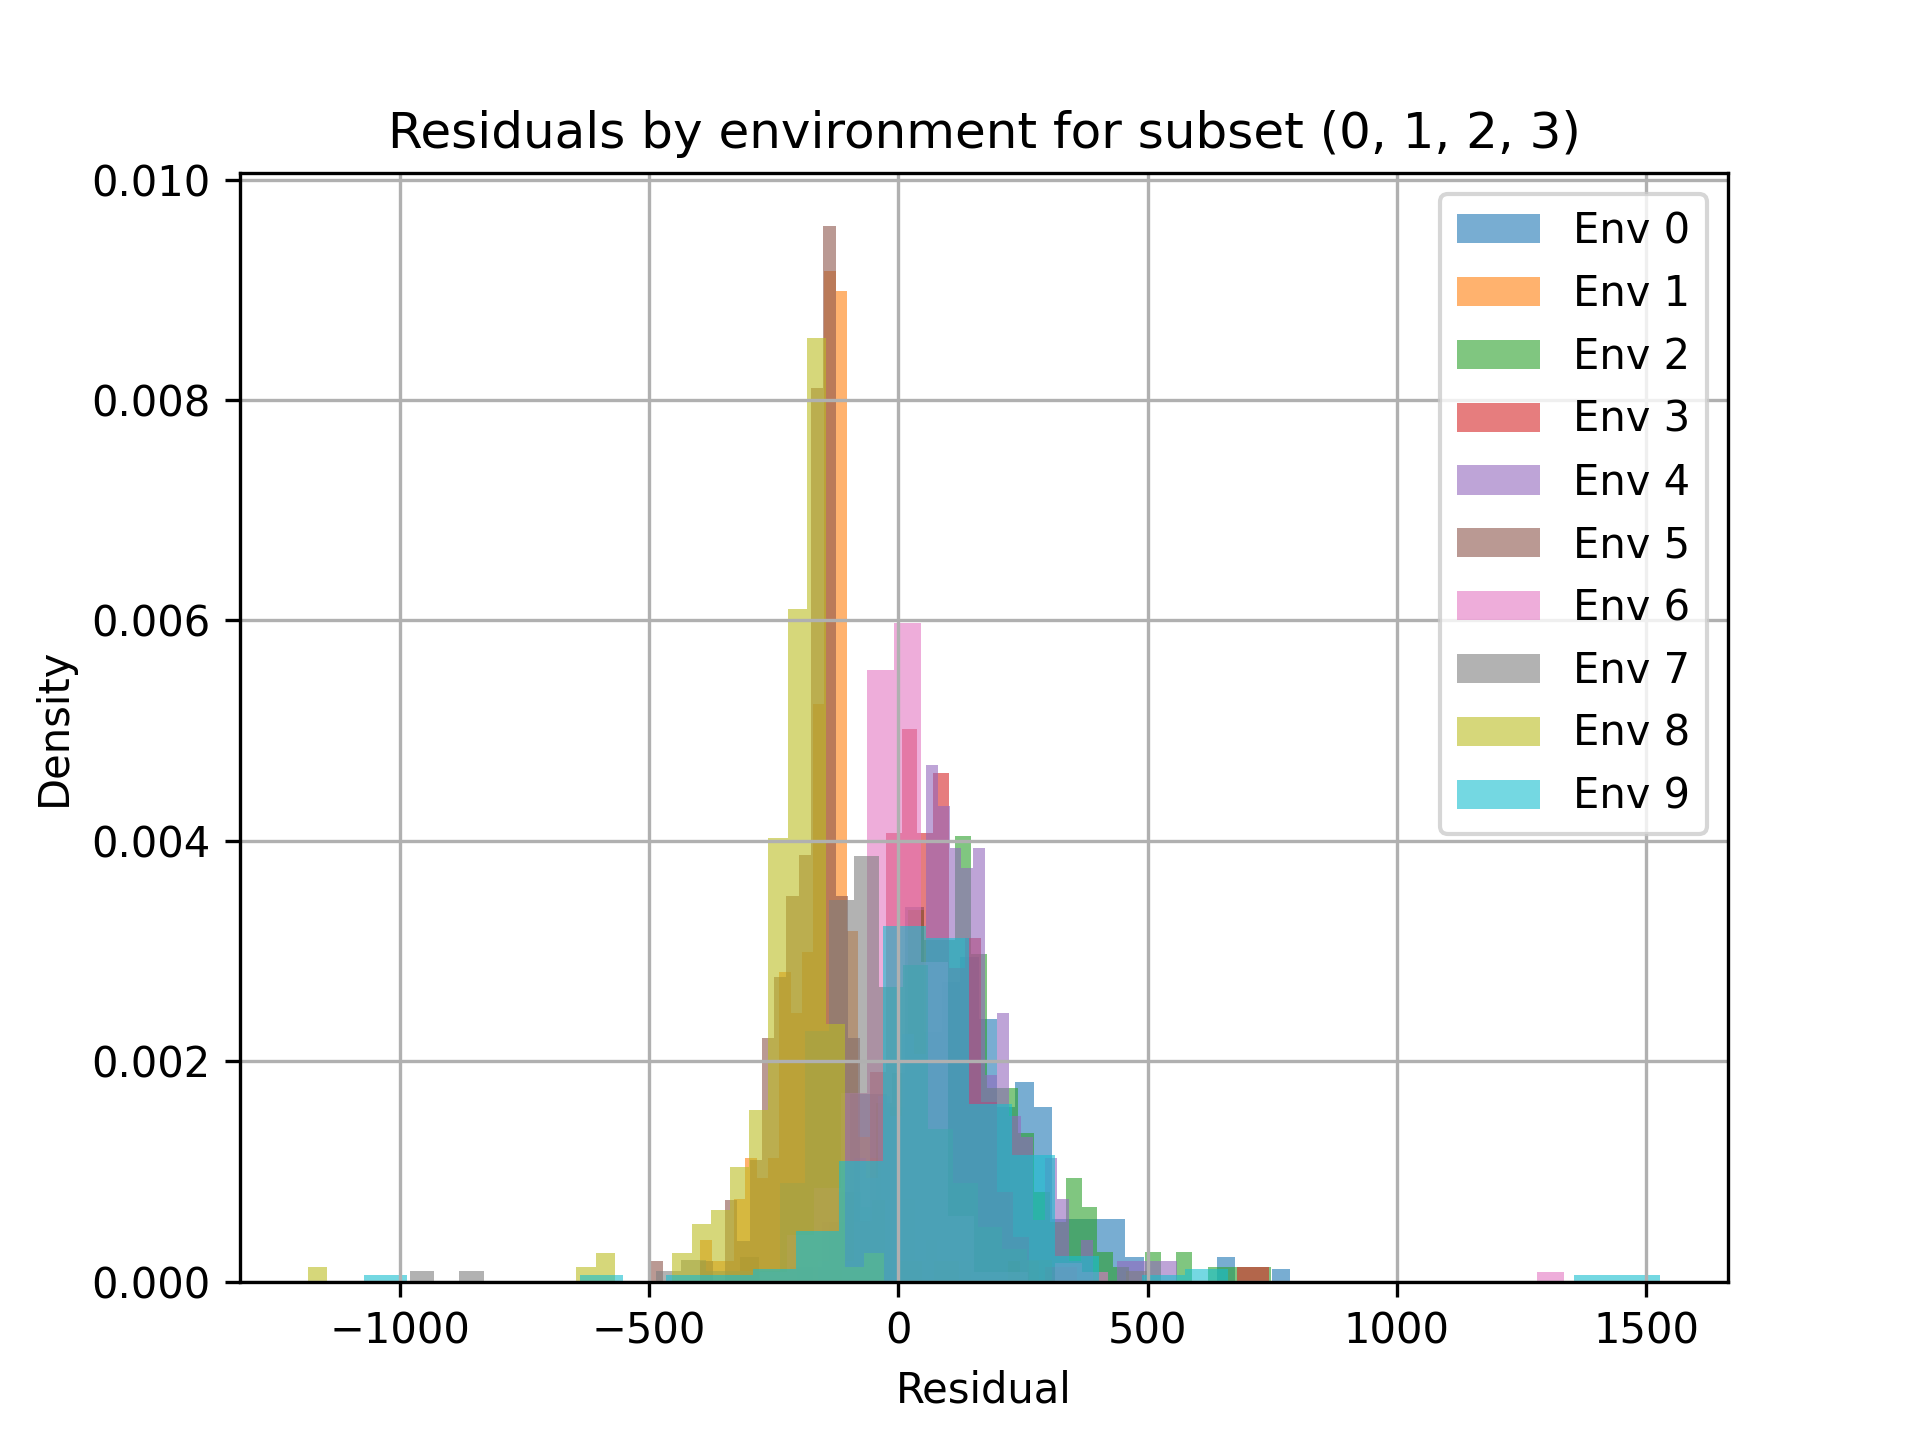 Residuals by environment for subset (0, 1, 2, 3)
0.010
0.008
0.006
0.004
0.002
0.000
Density
Env 0
Env 1
Env 2
Env 3
Env 4
Env 5
Env 6
Env 7
Env 8
Env 9
−1000 −500 0 500 1000 1500
Residual